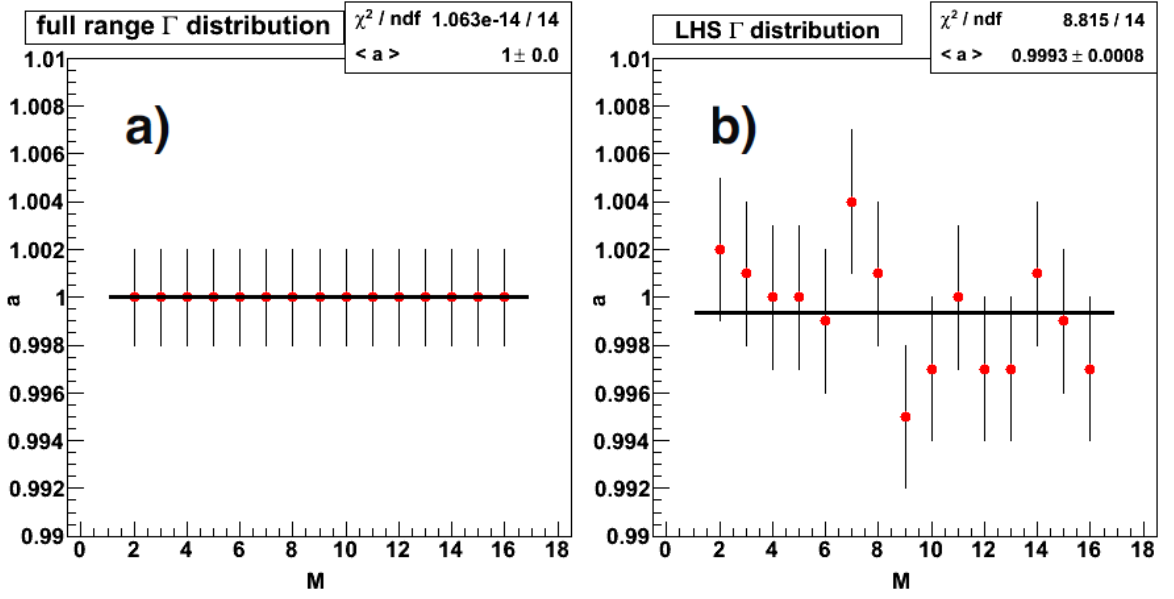 full range Γ distribution
χ² / ndf 1.063e-14 / 14
< a > 1 ± 0.0
a)
1.01
1.008
1.006
1.004
1.002
1
0.998
0.996
0.994
0.992
0.99
a
0 2 4 6 8 10 12 14 16 18
M
LHS Γ distribution
χ² / ndf 8.815 / 14
< a > 0.9993 ± 0.0008
b)
1.01
1.008
1.006
1.004
1.002
1
0.998
0.996
0.994
0.992
0.99
a
0 2 4 6 8 10 12 14 16 18
M